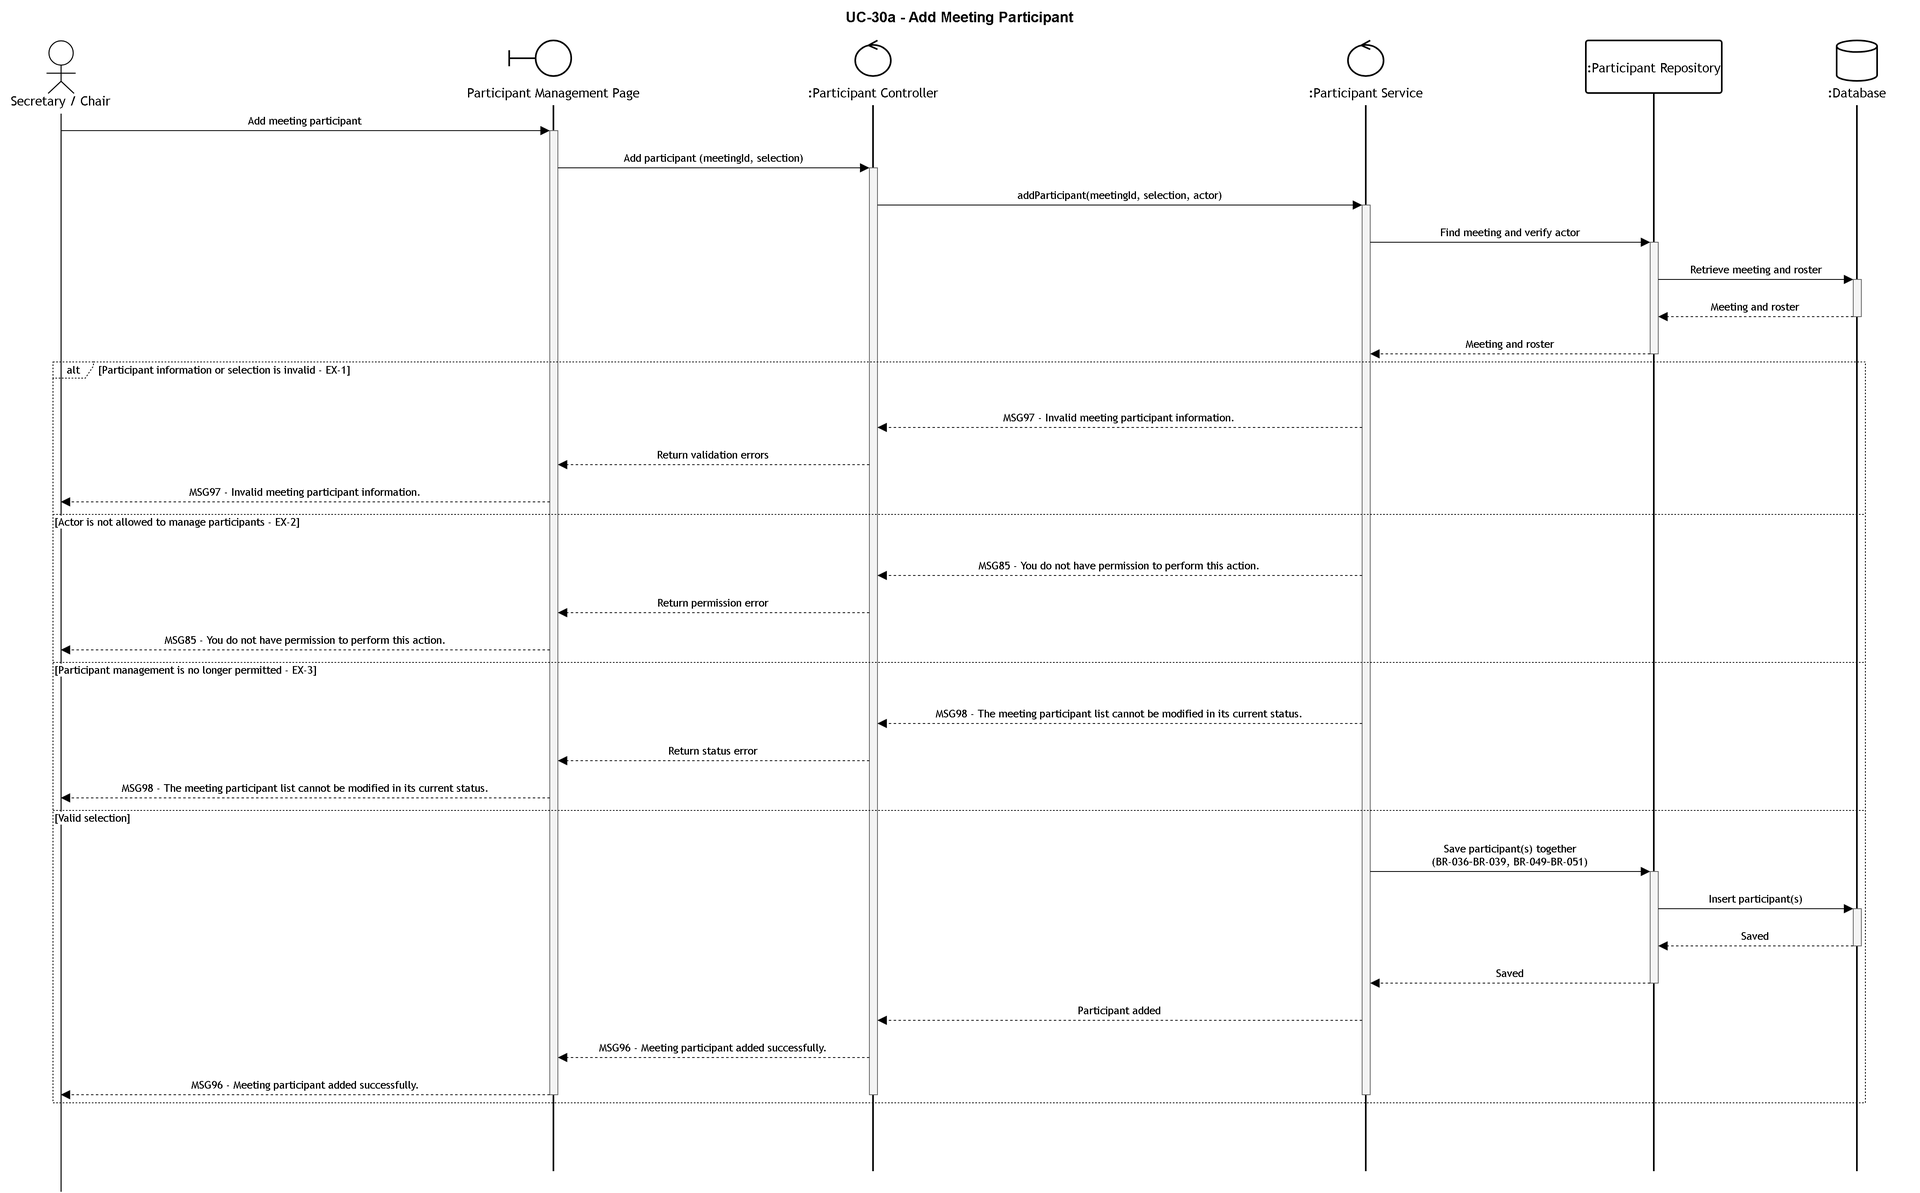 UC-30a - Add Meeting Participant
Secretary / Chair
Participant Management Page
:Participant Controller
:Participant Service
:Participant Repository
:Database
Add meeting participant
Add participant (meetingId, selection)
addParticipant(meetingId, selection, actor)
Find meeting and verify actor
Retrieve meeting and roster
Meeting and roster
Meeting and roster
alt
[Participant information or selection is invalid - EX-1]
MSG97 - Invalid meeting participant information.
Return validation errors
MSG97 - Invalid meeting participant information.
[Actor is not allowed to manage participants - EX-2]
MSG85 - You do not have permission to perform this action.
Return permission error
MSG85 - You do not have permission to perform this action.
[Participant management is no longer permitted - EX-3]
MSG98 - The meeting participant list cannot be modified in its current status.
Return status error
MSG98 - The meeting participant list cannot be modified in its current status.
[Valid selection]
Save participant(s) together
(BR-036-BR-039, BR-049-BR-051)
Insert participant(s)
Saved
Saved
Participant added
MSG96 - Meeting participant added successfully.
MSG96 - Meeting participant added successfully.